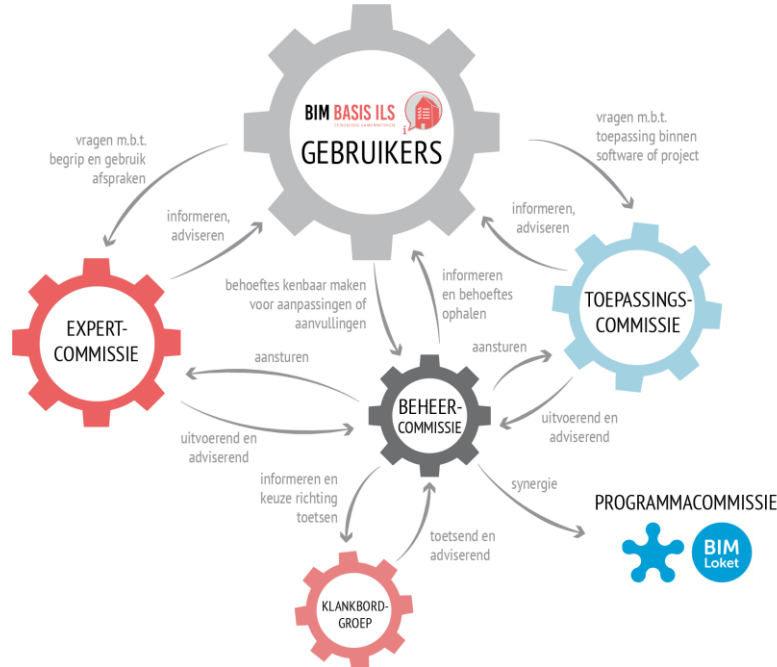 BIM BASIS ILS
GEBRUIKERS
vragen m.b.t.
begrip en gebruik
afspraken
vragen m.b.t.
toepassing binnen
software of project
informeren,
adviseren
informeren,
adviseren
behoeftes kenbaar maken
voor aanpassingen of
aanvullingen
informeren
en behoeftes
ophalen
EXPERT-
COMMISSIE
TOEPASSINGS-
COMMISSIE
aansturen
aansturen
BEHEER-
COMMISSIE
uitvoerend en
adviserend
uitvoerend en
adviserend
informeren en
keuze richting
toetsen
synergie
toetsend en
adviserend
PROGRAMMACOMMISSIE
BIM
Loket
KLANKBORD-
GROEP